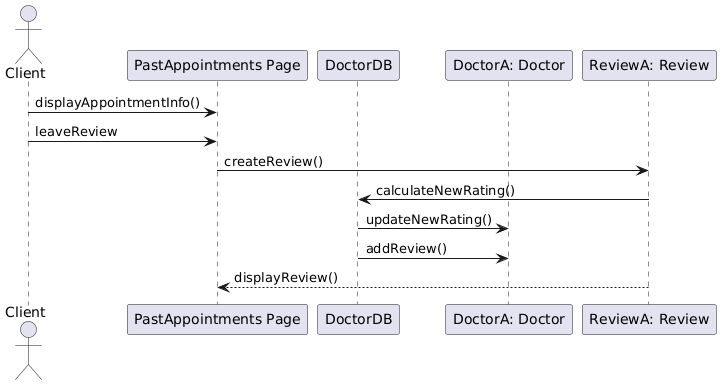 Client
PastAppointments Page
DoctorDB
DoctorA: Doctor
ReviewA: Review
displayAppointmentInfo()
leaveReview
createReview()
calculateNewRating()
updateNewRating()
addReview()
displayReview()
Client
PastAppointments Page
DoctorDB
DoctorA: Doctor
ReviewA: Review